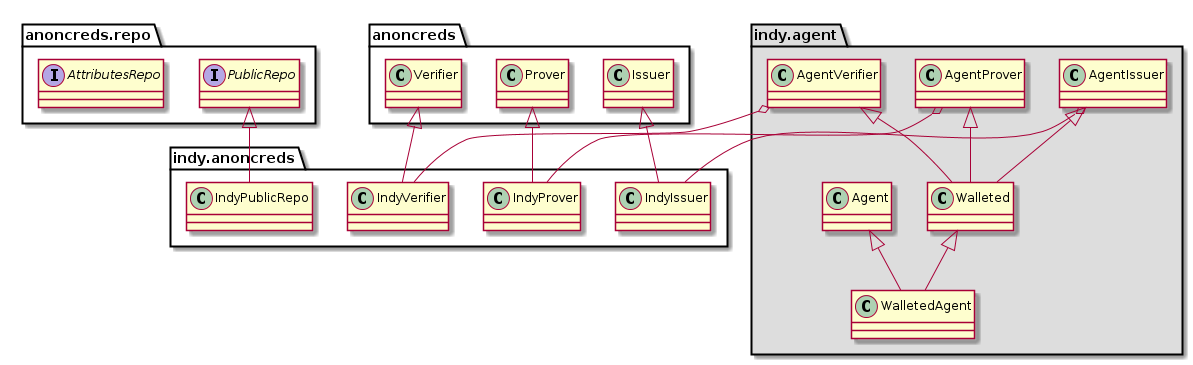 anoncreds.repo
I AttributesRepo
I PublicRepo
anoncreds
C Verifier
C Prover
C Issuer
indy.agent
C AgentVerifier
C AgentProver
C AgentIssuer
indy.anoncreds
C IndyPublicRepo
C IndyVerifier
C IndyProver
C IndyIssuer
C Agent
C Walleted
C WalletedAgent